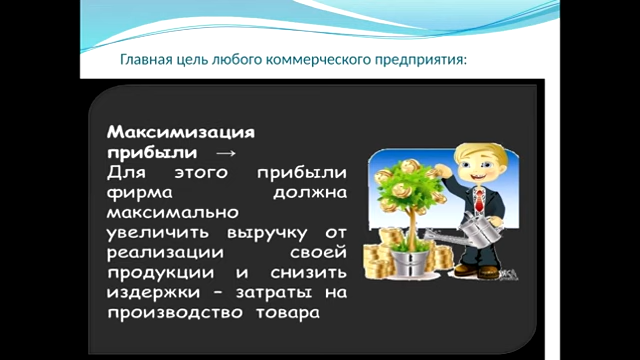 Главная цель любого коммерческого предприятия:
Максимизация
прибыли →
Для этого прибыли
фирма должна
максимально
увеличить выручку от
реализации своей
продукции и снизить
издержки – затраты на
производство товара